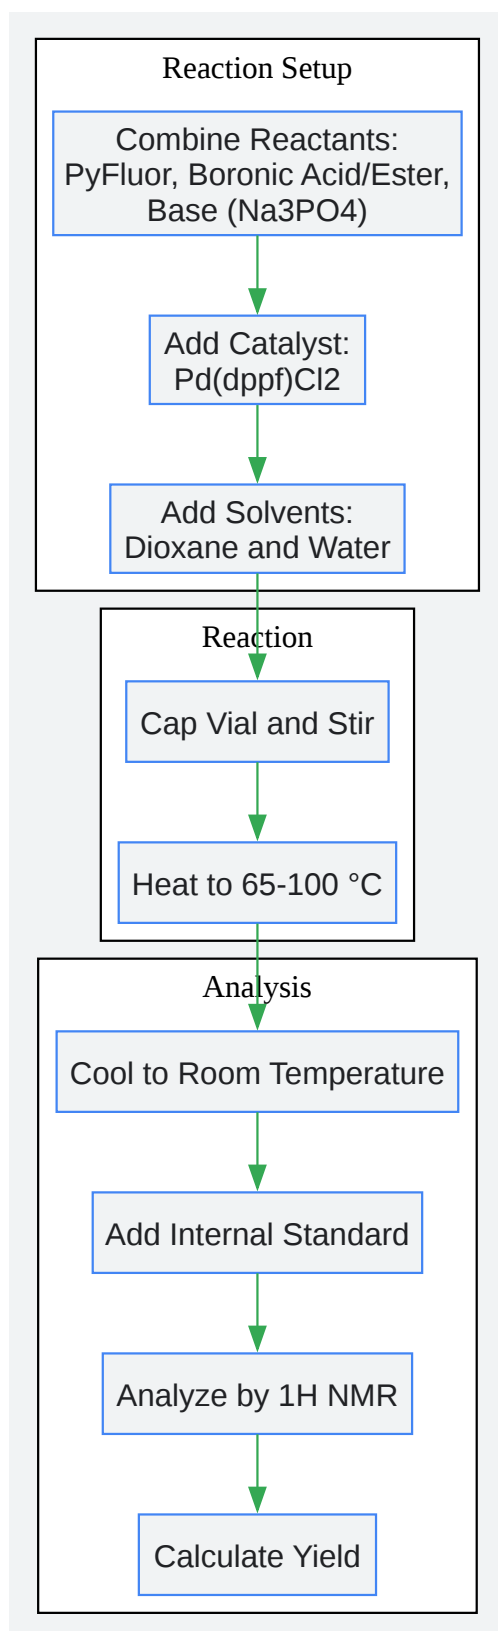 Reaction Setup
Combine Reactants:
PyFluor, Boronic Acid/Ester,
Base (Na3PO4)
Add Catalyst:
Pd(dppf)Cl2
Add Solvents:
Dioxane and Water
Reaction
Cap Vial and Stir
Heat to 65-100 °C
Analysis
Cool to Room Temperature
Add Internal Standard
Analyze by 1H NMR
Calculate Yield